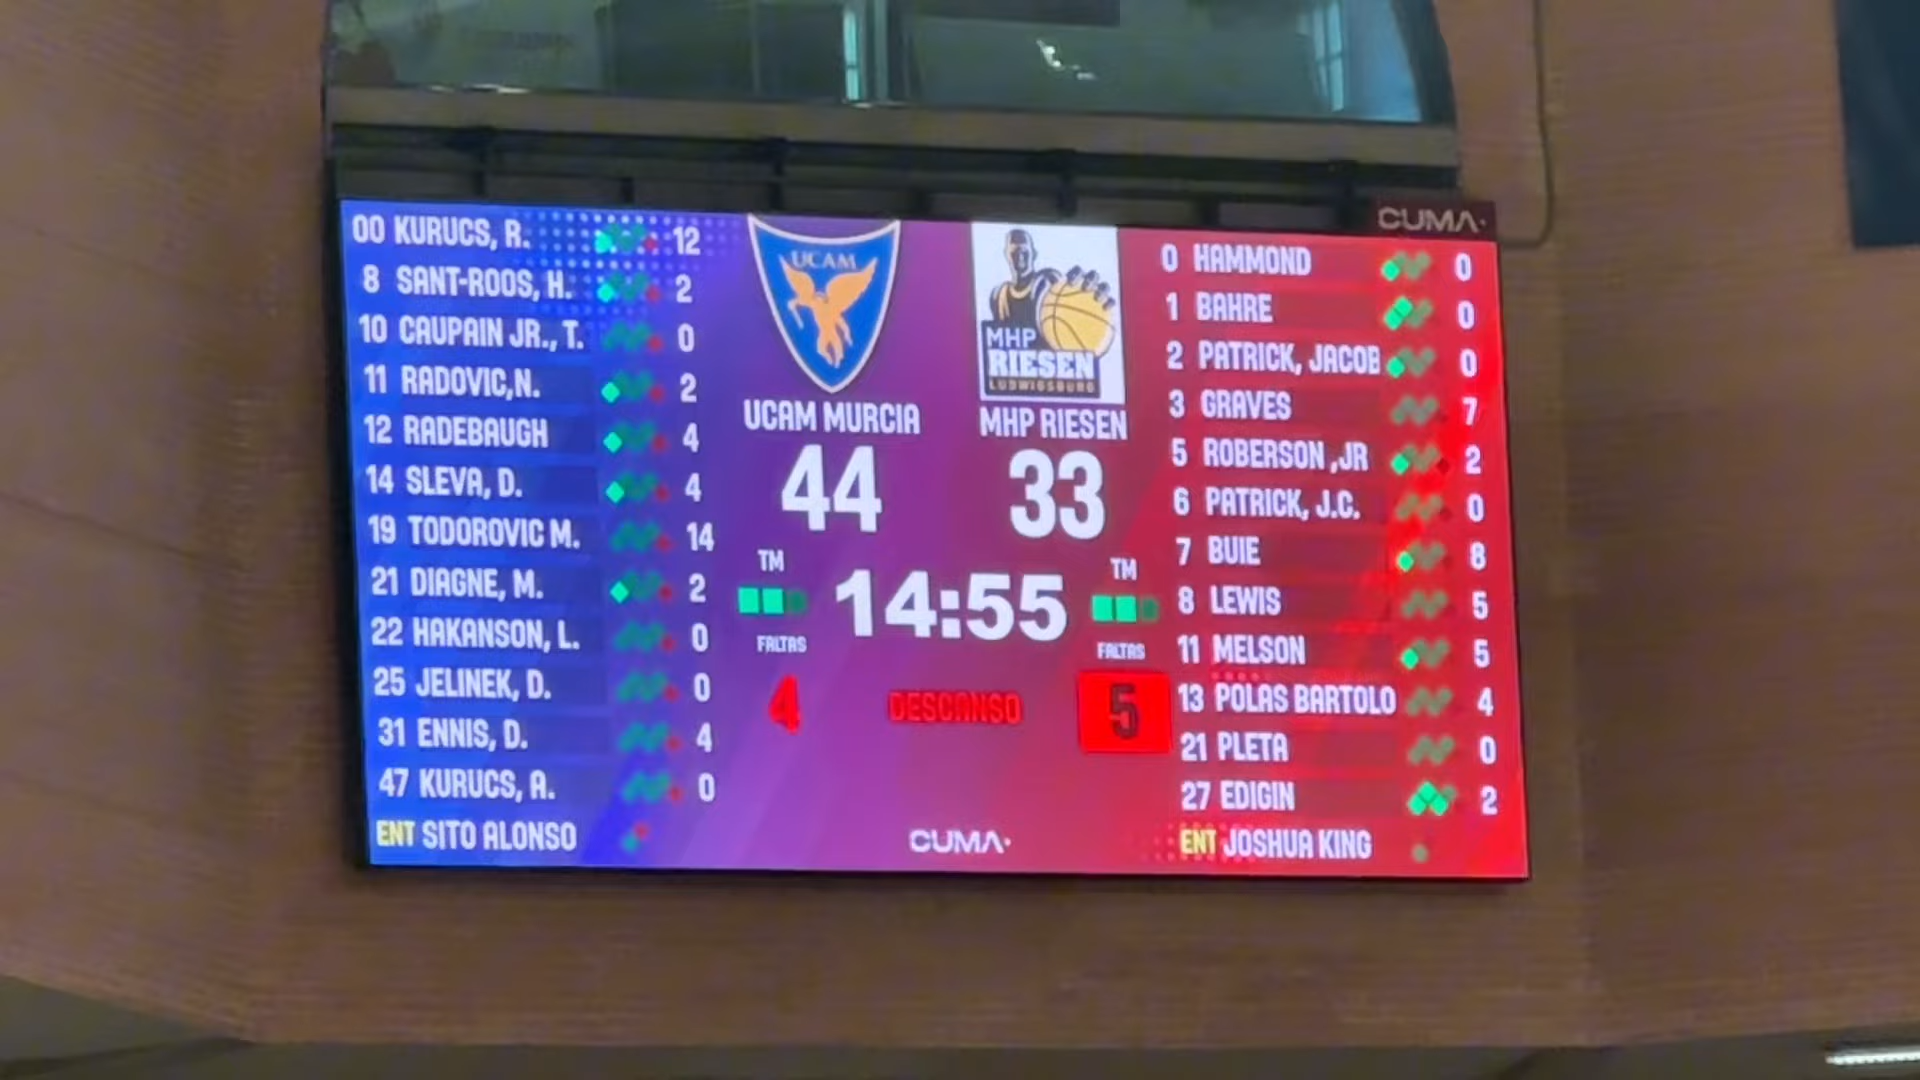 CUMA
00 KURUCS, R. 12
8 SANT-ROOS, H. 2
10 CAUPAIN JR., T. 0
11 RADOVIC,N. 2
12 RADEBAUGH 4
14 SLEVA, D. 4
19 TODOROVIC M. 14
21 DIAGNE, M. 2
22 HAKANSON, L. 0
25 JELINEK, D. 0
31 ENNIS, D. 4
47 KURUCS, A. 0
ENT SITO ALONSO
UCAM
UCAM MURCIA
44
MHP
RIESEN
LUDWIGSBURG
MHP RIESEN
33
TM
14:55
TM
FALTAS
FALTAS
4
DESCANSO
5
CUMA
0 HAMMOND 0
1 BAHRE 0
2 PATRICK, JACOB 0
3 GRAVES 7
5 ROBERSON ,JR 2
6 PATRICK, J.C. 0
7 BUIE 8
8 LEWIS 5
11 MELSON 5
13 POLAS BARTOLO 4
21 PLETA 0
27 EDIGIN 2
ENT JOSHUA KING